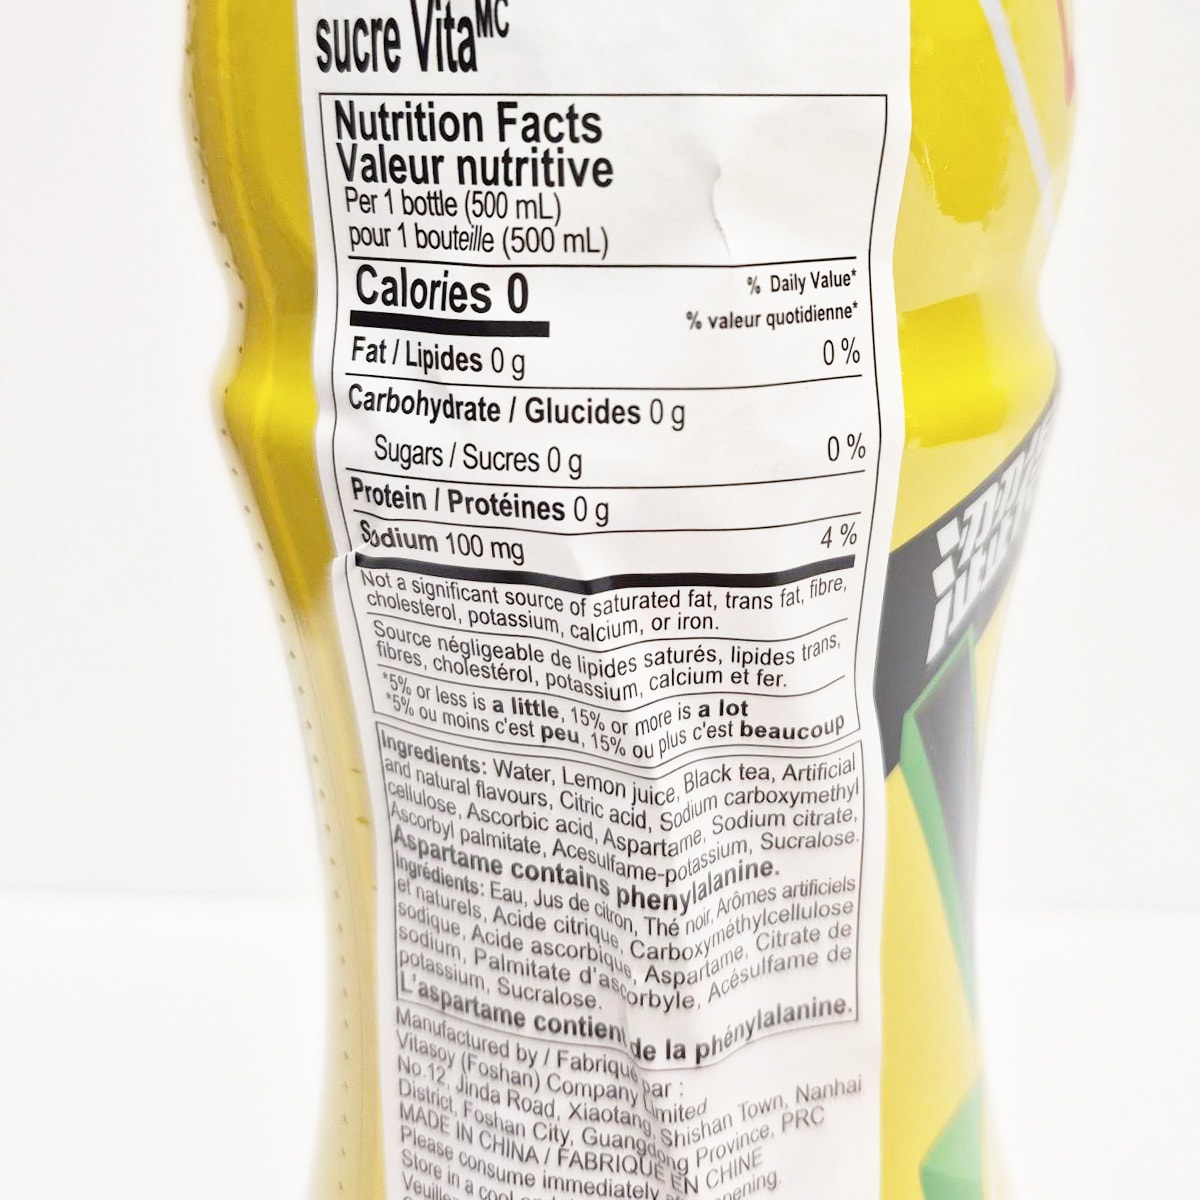 sucre Vita MC
Nutrition Facts
Valeur nutritive
Per 1 bottle (500 mL)
pour 1 bouteille (500 mL)
Calories 0
% Daily Value*
% valeur quotidienne*
Fat / Lipides 0 g 0 %
Carbohydrate / Glucides 0 g
Sugars / Sucres 0 g 0 %
Protein / Protéines 0 g
Sodium 100 mg 4 %
Not a significant source of saturated fat, trans fat, fibre,
cholesterol, potassium, calcium, or iron.
Source négligeable de lipides saturés, lipides trans,
fibres, cholestérol, potassium, calcium et fer.
*5% or less is a little, 15% or more is a lot
*5% ou moins c'est peu, 15% ou plus c'est beaucoup
Ingredients: Water, Lemon juice, Black tea, Artificial
and natural flavours, Citric acid, Sodium carboxymethyl
cellulose, Ascorbic acid, Aspartame, Sodium citrate,
Ascorbyl palmitate, Acesulfame-potassium, Sucralose.
Aspartame contains phenylalanine.
Ingrédients: Eau, Jus de citron, Thé noir, Arômes artificiels
et naturels, Acide citrique, Carboxyméthylcellulose
sodique, Acide ascorbique, Aspartame, Citrate de
sodium, Palmitate d'ascorbyle, Acésulfame de
potassium, Sucralose.
L'aspartame contient de la phénylalanine.
Manufactured by / Fabriqué par :
Vitasoy (Foshan) Company Limited
No.12, Jinda Road, Xiaotang, Shishan Town, Nanhai
District, Foshan City, Guangdong Province, PRC
MADE IN CHINA / FABRIQUÉ EN CHINE
Please consume immediately opening.
Store in a cool